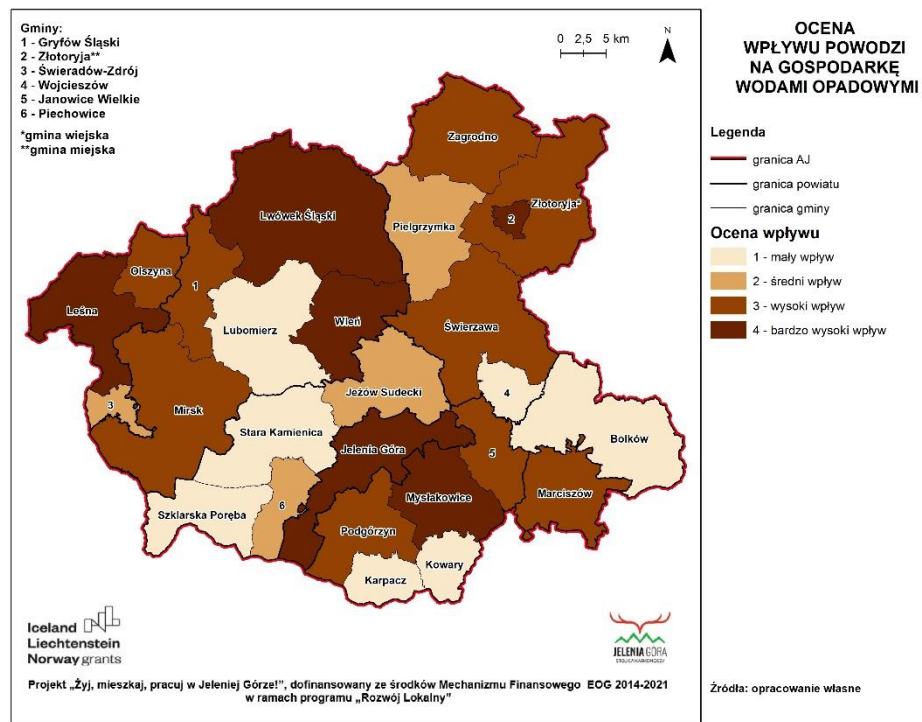 Gminy:
1 - Gryfów Śląski
2 - Złotoryja**
3 - Świeradów-Zdrój
4 - Wojcieszów
5 - Janowice Wielkie
6 - Piechowice
*gmina wiejska
**gmina miejska
0 2,5 5 km
N
OCENA
WPŁYWU POWODZI
NA GOSPODARKĘ
WODAMI OPADOWYMI
Legenda
granica AJ
granica powiatu
granica gminy
Ocena wpływu
1 - mały wpływ
2 - średni wpływ
3 - wysoki wpływ
4 - bardzo wysoki wpływ
Zagrodno
Lwówek Śląski
Pielgrzymka
2
Złotoryja*
Olszyna
1
Leśna
Lubomierz
Wleń
Świerzawa
3
Mirsk
Jeżów Sudecki
4
Stara Kamienica
Bolków
Jelenia Góra
5
Szklarska Poręba
6
Mysłakowice
Marciszów
Podgórzyn
Kowary
Karpacz
Iceland
Liechtenstein
Norway grants
JELENIA GÓRA
STOLICA KARKONOSZY
Projekt „Żyj, mieszkaj, pracuj w Jeleniej Górze!”, dofinansowany ze środków Mechanizmu Finansowego EOG 2014-2021
w ramach programu „Rozwój Lokalny”
Źródła: opracowanie własne